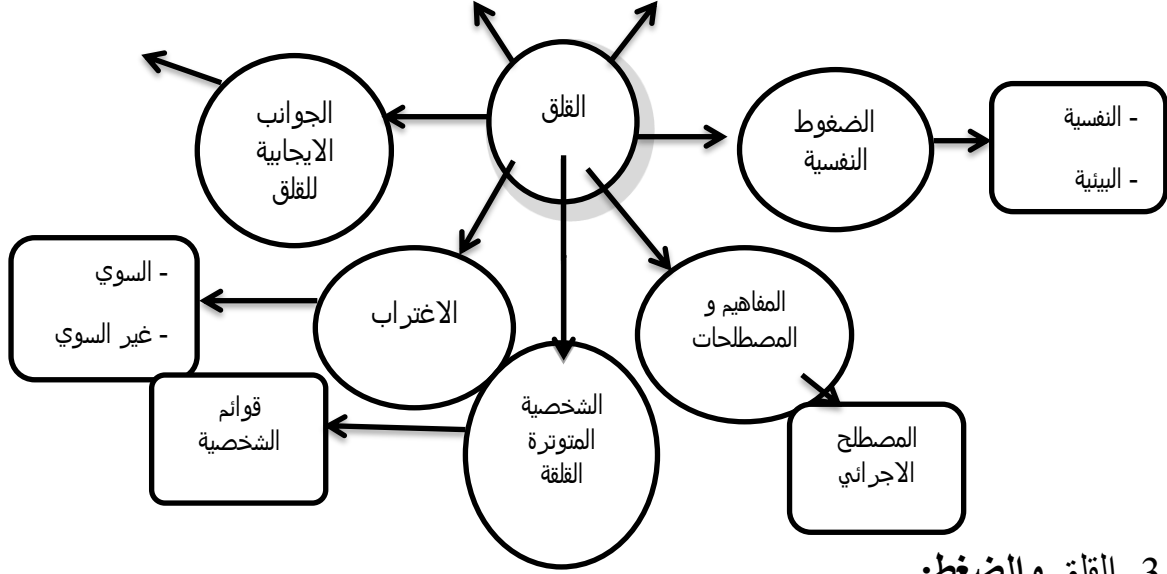 القلق
الضغوط
النفسية
- النفسية
- البيئية
الجوانب
الايجابية
للقلق
المفاهيم و
المصطلحات
المصطلح
الاجرائي
الاغتراب
- السوي
- غير السوي
الشخصية
المتوترة
القلقة
قوائم
الشخصية
3_ القلق والضغط: